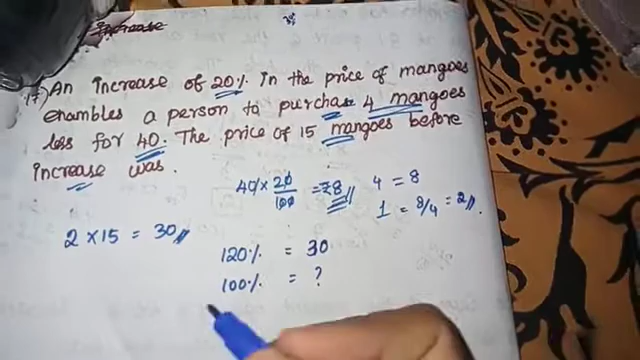 17) An Increase of 20% In the price of mangoes
enambles a person to purchase 4 mangoes
less for 40. The price of 15 mangoes before
increase was.
40 × 20/100 = ₹8
4 = 8
1 = 8/4 = 2
2 × 15 = 30
120% = 30
100% = ?